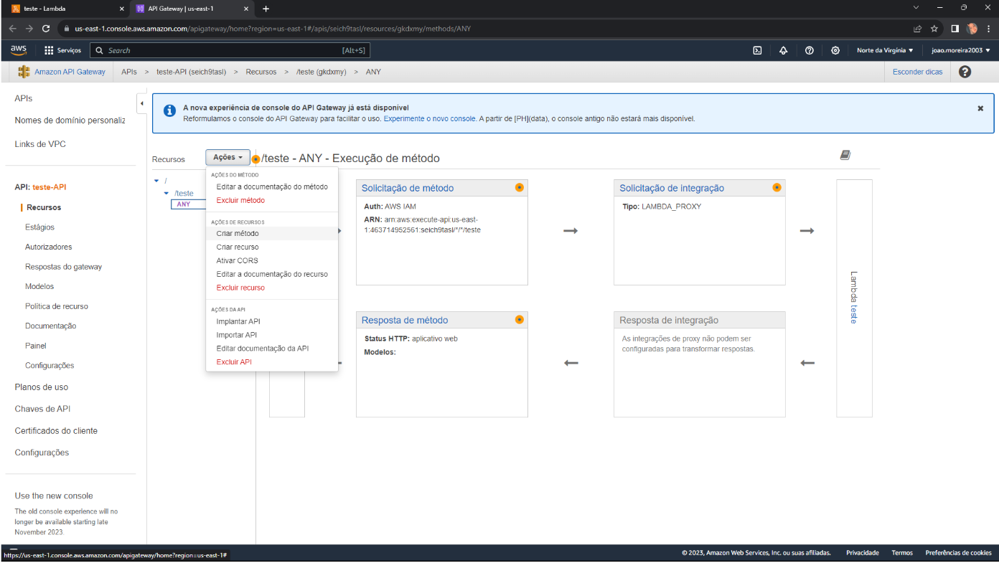 teste - Lambda
API Gateway | us-east-1
us-east-1.console.aws.amazon.com/apigateway/home?region=us-east-1#/apis/seich9tasl/resources/gkdxmy/methods/ANY
aws
Serviços
Search
[Alt+S]
Norte da Virgínia
joao.moreira2003
Amazon API Gateway
APIs > teste-API (seich9tasl) > Recursos > /teste (gkdxmy) > ANY
Esconder dicas
APIs
Nomes de domínio personaliz
Links de VPC
API: teste-API
Recursos
Estágios
Autorizadores
Respostas do gateway
Modelos
Política de recurso
Documentação
Painel
Configurações
Planos de uso
Chaves de API
Certificados do cliente
Configurações
Use the new console
The old console experience will no
longer be available starting late
November 2023.
A nova experiência de console do API Gateway já está disponível
Reformulamos o console do API Gateway para facilitar o uso. Experimente o novo console. A partir de [PH](data), o console antigo não estará mais disponível.
Recursos
Ações
/
/teste
ANY
AÇÕES DO MÉTODO
Editar a documentação do método
Excluir método
AÇÕES DE RECURSOS
Criar método
Criar recurso
Ativar CORS
Editar a documentação do recurso
Excluir recurso
AÇÕES DA API
Implantar API
Importar API
Editar documentação da API
Excluir API
/teste - ANY - Execução de método
Solicitação de método
Auth: AWS IAM
ARN: arn:aws:execute-api:us-east-
1:463714952561:seich9tasl/*/*/teste
Solicitação de integração
Tipo: LAMBDA_PROXY
Lambda teste
Resposta de método
Status HTTP: aplicativo web
Modelos:
Resposta de integração
As integrações de proxy não podem ser
configuradas para transformar respostas.
https://us-east-1.console.aws.amazon.com/apigateway/home?region=us-east-1#
© 2023, Amazon Web Services, Inc. ou suas afiliadas.
Privacidade
Termos
Preferências de cookies